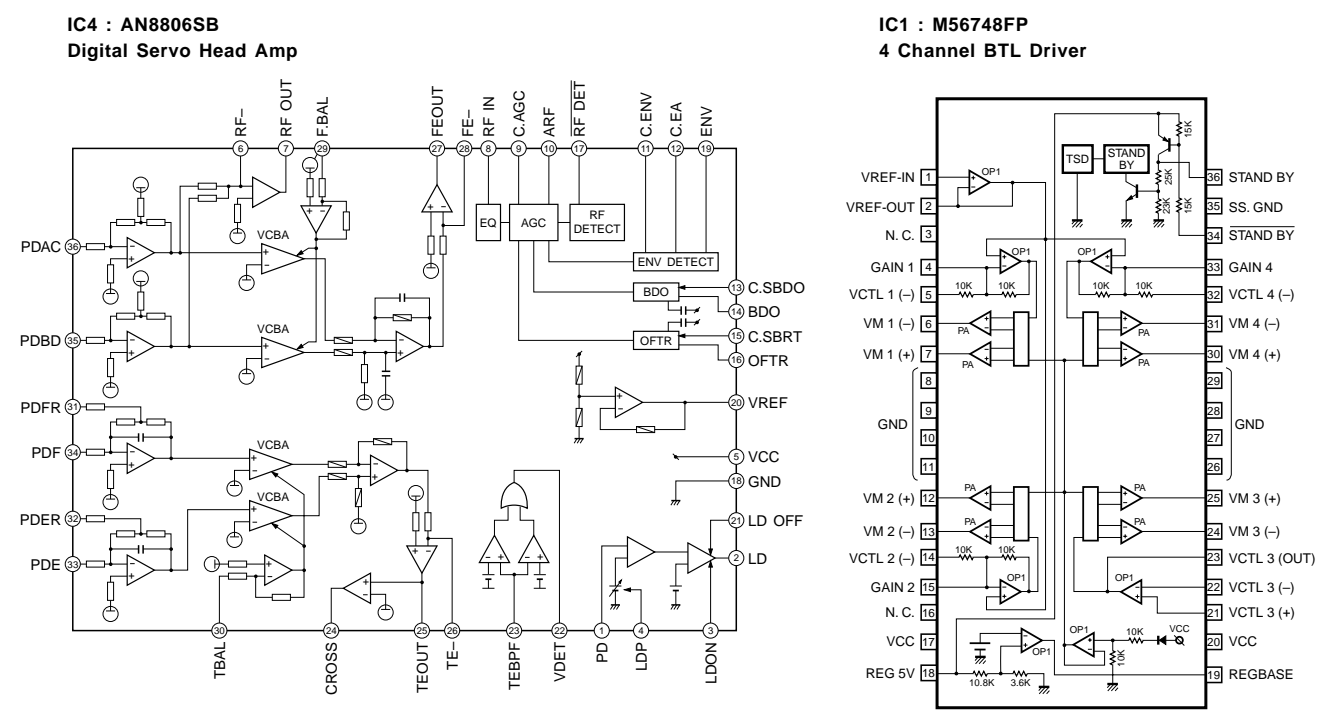 IC4 : AN8806SB
Digital Servo Head Amp
RF–
RF OUT
F.BAL
FEOUT
FE–
RF IN
C.AGC
ARF
RF DET
C.ENV
C.EA
ENV
6
7
29
27
28
8
9
10
17
11
12
19
EQ
AGC
RF
DETECT
ENV DETECT
PDAC 36
VCBA
BDO
13 C.SBDO
14 BDO
PDBD 35
VCBA
OFTR
15 C.SBRT
16 OFTR
PDFR 31
20 VREF
PDF 34
VCBA
5 VCC
18 GND
PDER 32
VCBA
21 LD OFF
PDE 33
2 LD
30
24
25
26
23
22
1
4
3
TBAL
CROSS
TEOUT
TE–
TEBPF
VDET
PD
LDP
LDON
IC1 : M56748FP
4 Channel BTL Driver
TSD
STAND
BY
15K
25K
23K
15K
VREF-IN 1
OP1
36 STAND BY
VREF-OUT 2
35 SS. GND
N. C. 3
34 STAND BY
GAIN 1 4
OP1
OP1
33 GAIN 4
VCTL 1 (–) 5
10K
10K
10K
10K
32 VCTL 4 (–)
VM 1 (–) 6
PA
PA
31 VM 4 (–)
VM 1 (+) 7
PA
PA
30 VM 4 (+)
8
29
9
28
GND
GND
10
27
11
26
VM 2 (+) 12
PA
PA
25 VM 3 (+)
VM 2 (–) 13
PA
PA
24 VM 3 (–)
VCTL 2 (–) 14
10K
10K
23 VCTL 3 (OUT)
GAIN 2 15
OP1
OP1
22 VCTL 3 (–)
N. C. 16
21 VCTL 3 (+)
VCC 17
OP1
OP1
10K
VCC
10K
20 VCC
REG 5V 18
10.8K
3.6K
19 REGBASE